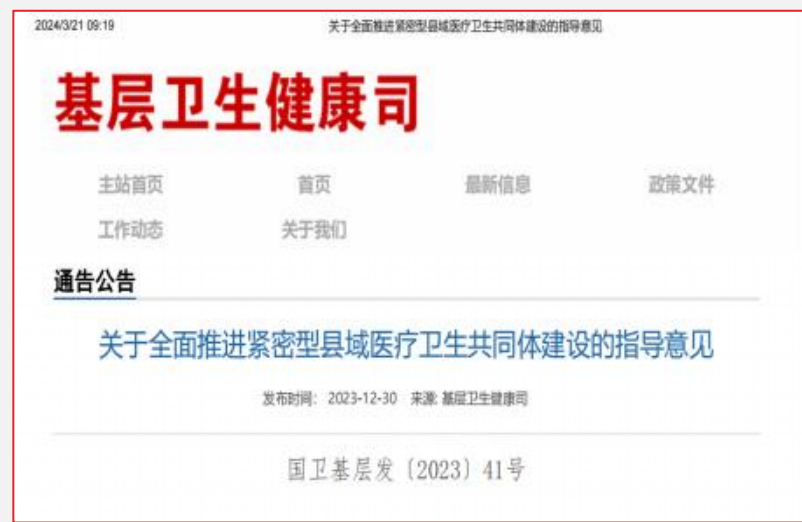 2024/3/21 09:19 关于全面推进紧密型县域医疗卫生共同体建设的指导意见
基层卫生健康司
主站首页 首页 最新信息 政策文件
工作动态 关于我们
通告公告
关于全面推进紧密型县域医疗卫生共同体建设的指导意见
发布时间： 2023-12-30 来源: 基层卫生健康司
国卫基层发〔2023〕41号